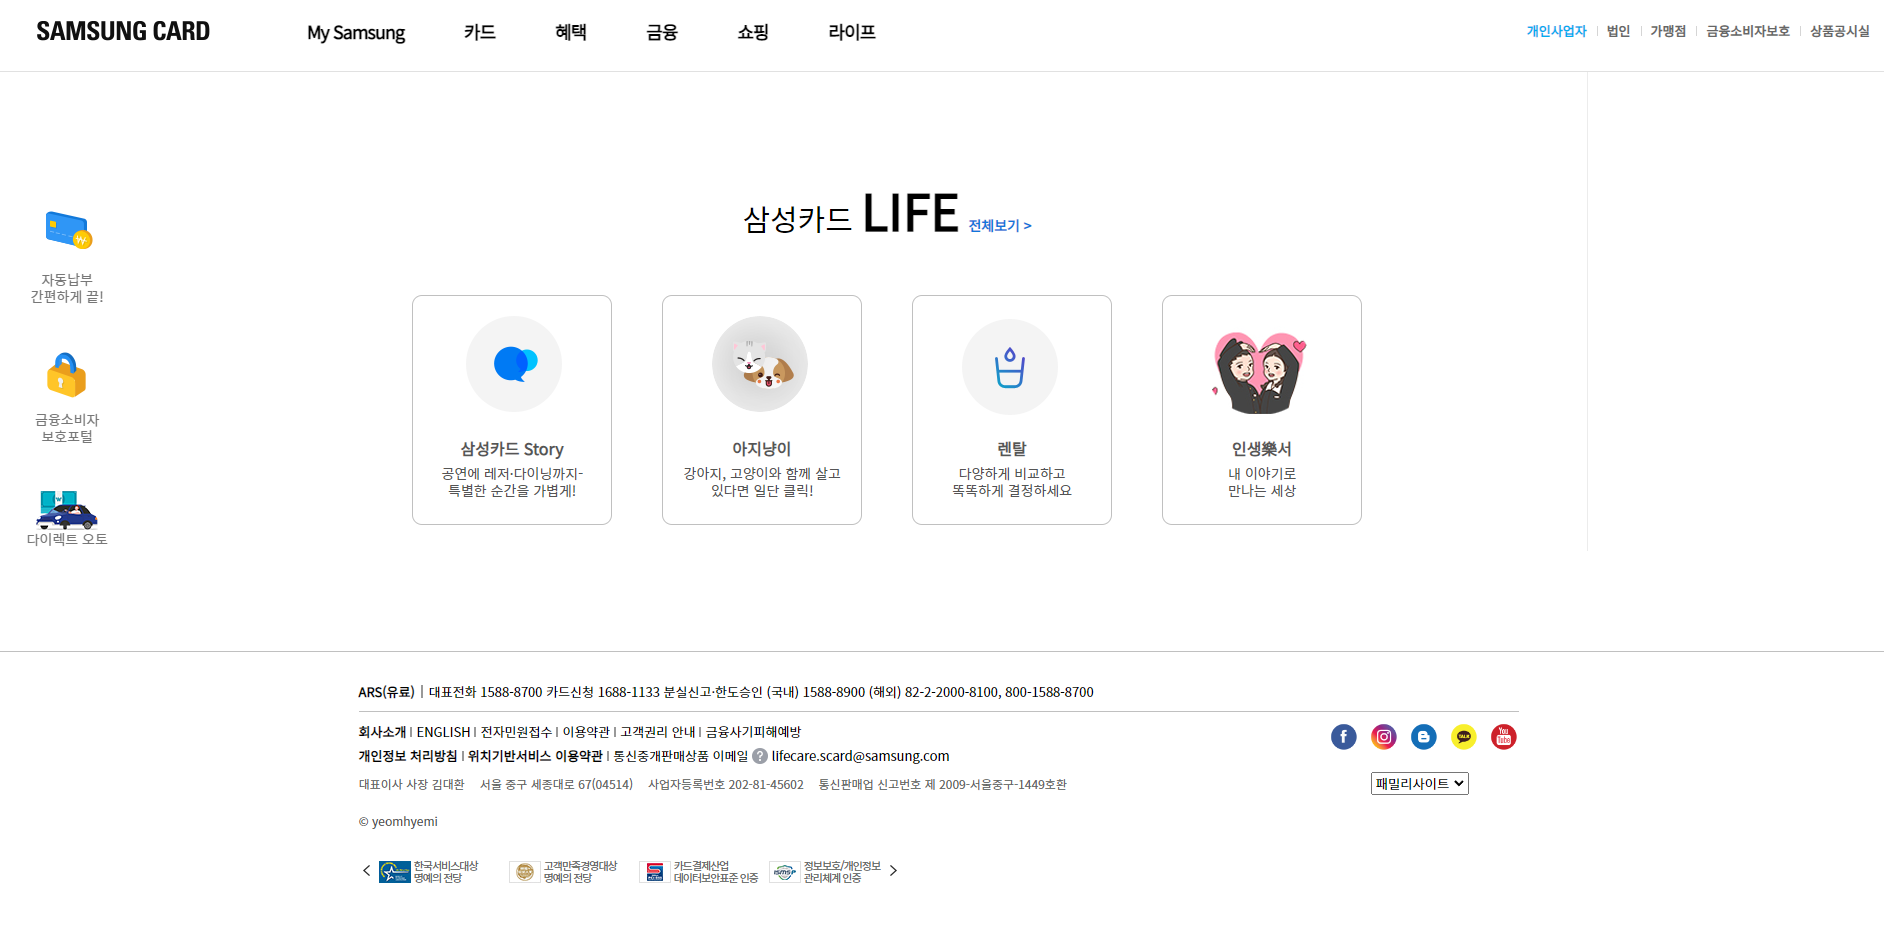 SAMSUNG CARD
My Samsung 카드 혜택 금융 쇼핑 라이프
개인사업자 법인 가맹점 금융소비자보호 상품공시실
자동납부
간편하게 끝!
금융소비자
보호포털
다이렉트 오토
삼성카드 LIFE 전체보기 >
삼성카드 Story
공연에 레저·다이닝까지-
특별한 순간을 가볍게!
아지냥이
강아지, 고양이와 함께 살고
있다면 일단 클릭!
렌탈
다양하게 비교하고
똑똑하게 결정하세요
인생樂서
내 이야기로
만나는 세상
ARS(유료) | 대표전화 1588-8700 카드신청 1688-1133 분실신고·한도승인 (국내) 1588-8900 (해외) 82-2-2000-8100, 800-1588-8700
회사소개 | ENGLISH | 전자민원접수 | 이용약관 | 고객권리 안내 | 금융사기피해예방
개인정보 처리방침 | 위치기반서비스 이용약관 | 통신중개판매상품 이메일 ? lifecare.scard@samsung.com
대표이사 사장 김대환 서울 중구 세종대로 67(04514) 사업자등록번호 202-81-45602 통신판매업 신고번호 제 2009-서울중구-1449호환
TALK
You Tube
패밀리사이트
© yeomhyemi
한국서비스대상
명예의 전당
고객만족경영대상
명예의 전당
카드결제산업
데이터보안표준 인증
ISMS-P
정보보호/개인정보
관리체계 인증